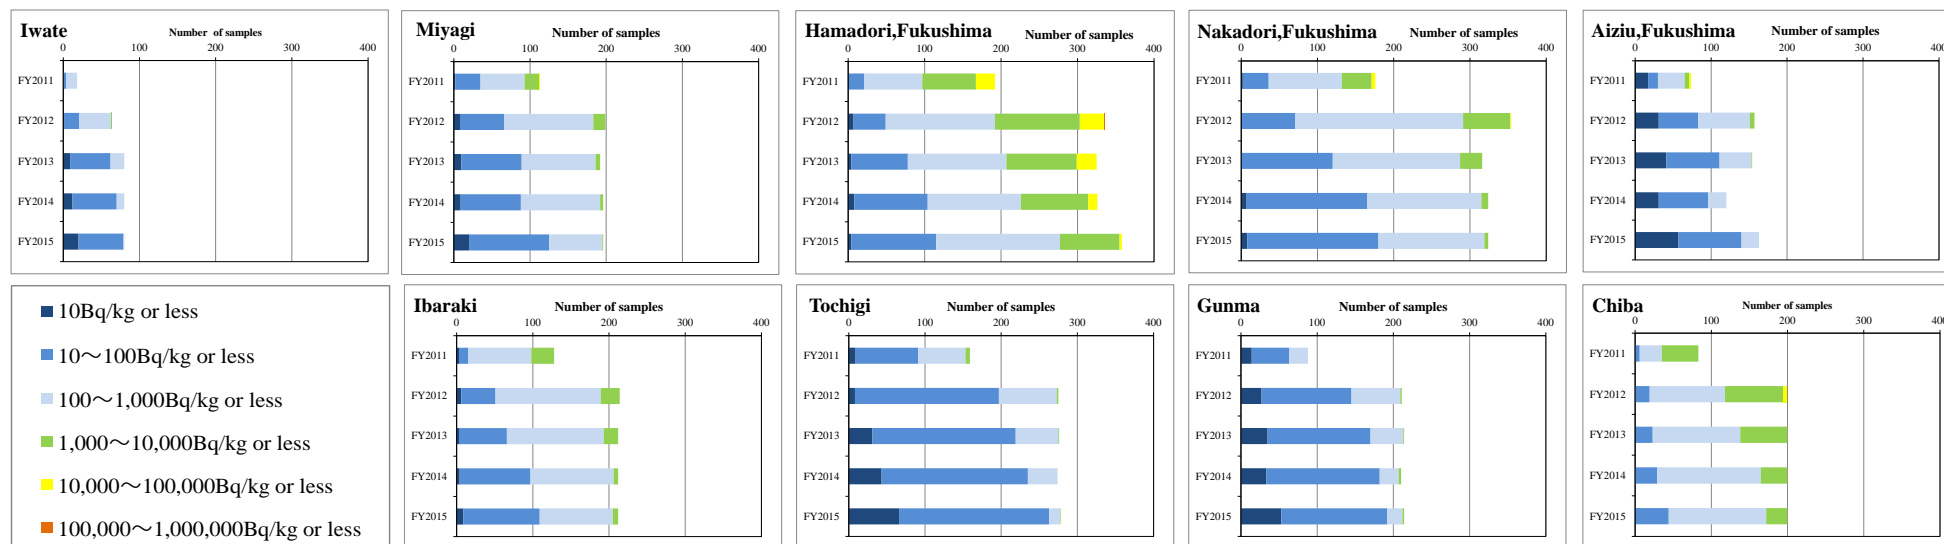 Iwate
Number of samples
0 100 200 300 400
FY2011
FY2012
FY2013
FY2014
FY2015
Miyagi
Number of samples
0 100 200 300 400
FY2011
FY2012
FY2013
FY2014
FY2015
Hamadori,Fukushima
Number of samples
0 100 200 300 400
FY2011
FY2012
FY2013
FY2014
FY2015
Nakadori,Fukushima
Number of samples
0 100 200 300 400
FY2011
FY2012
FY2013
FY2014
FY2015
Aiziu,Fukushima
Number of samples
0 100 200 300 400
FY2011
FY2012
FY2013
FY2014
FY2015
10Bq/kg or less
10～100Bq/kg or less
100～1,000Bq/kg or less
1,000～10,000Bq/kg or less
10,000～100,000Bq/kg or less
100,000～1,000,000Bq/kg or less
Ibaraki
Number of samples
0 100 200 300 400
FY2011
FY2012
FY2013
FY2014
FY2015
Tochigi
Number of samples
0 100 200 300 400
FY2011
FY2012
FY2013
FY2014
FY2015
Gunma
Number of samples
0 100 200 300 400
FY2011
FY2012
FY2013
FY2014
FY2015
Chiba
Number of samples
0 100 200 300 400
FY2011
FY2012
FY2013
FY2014
FY2015